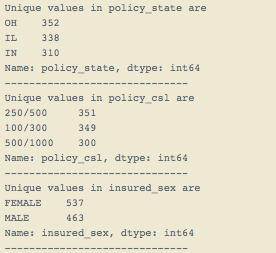 Unique values in policy_state are
OH 352
IL 338
IN 310
Name: policy_state, dtype: int64
------------------------------
Unique values in policy_csl are
250/500 351
100/300 349
500/1000 300
Name: policy_csl, dtype: int64
------------------------------
Unique values in insured_sex are
FEMALE 537
MALE 463
Name: insured_sex, dtype: int64
------------------------------